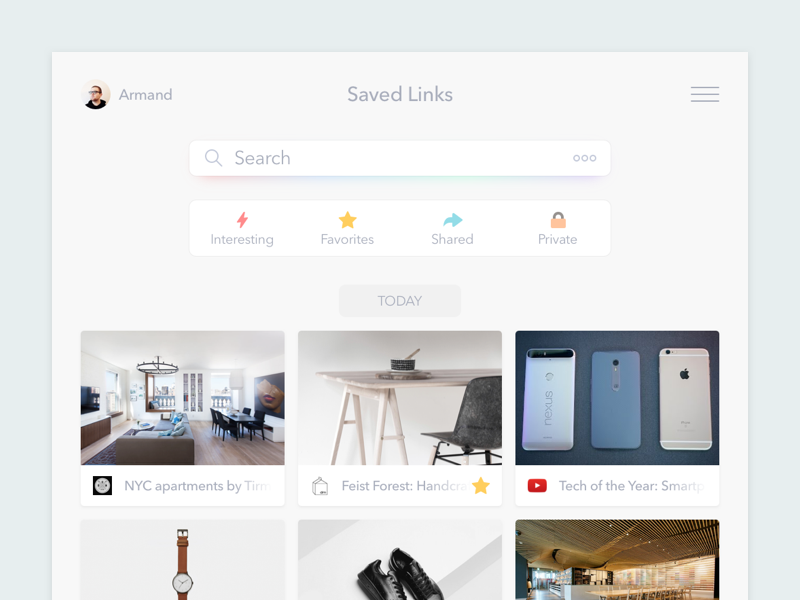 Armand
Saved Links
Search
Interesting
Favorites
Shared
Private
TODAY
nexus
NYC apartments by Tirm
Feist Forest: Handcra
Tech of the Year: Smartp